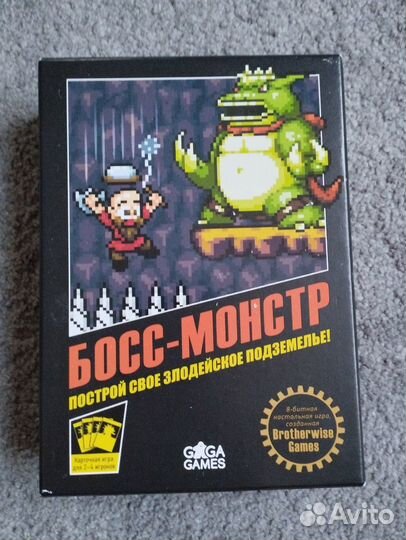 БОСС-МОНСТР
ПОСТРОЙ СВОЕ ЗЛОДЕЙСКОЕ ПОДЗЕМЕЛЬЕ!
Карточная игра
для 2-4 игроков
GAGA
GAMES
8-битная
настольная игра,
созданная
Brotherwise
Games
Avito